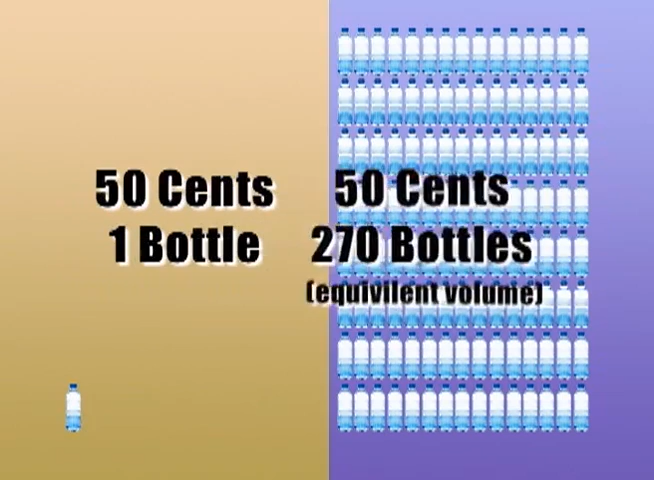 50 Cents
1 Bottle
50 Cents
270 Bottles
(equivilent volume)